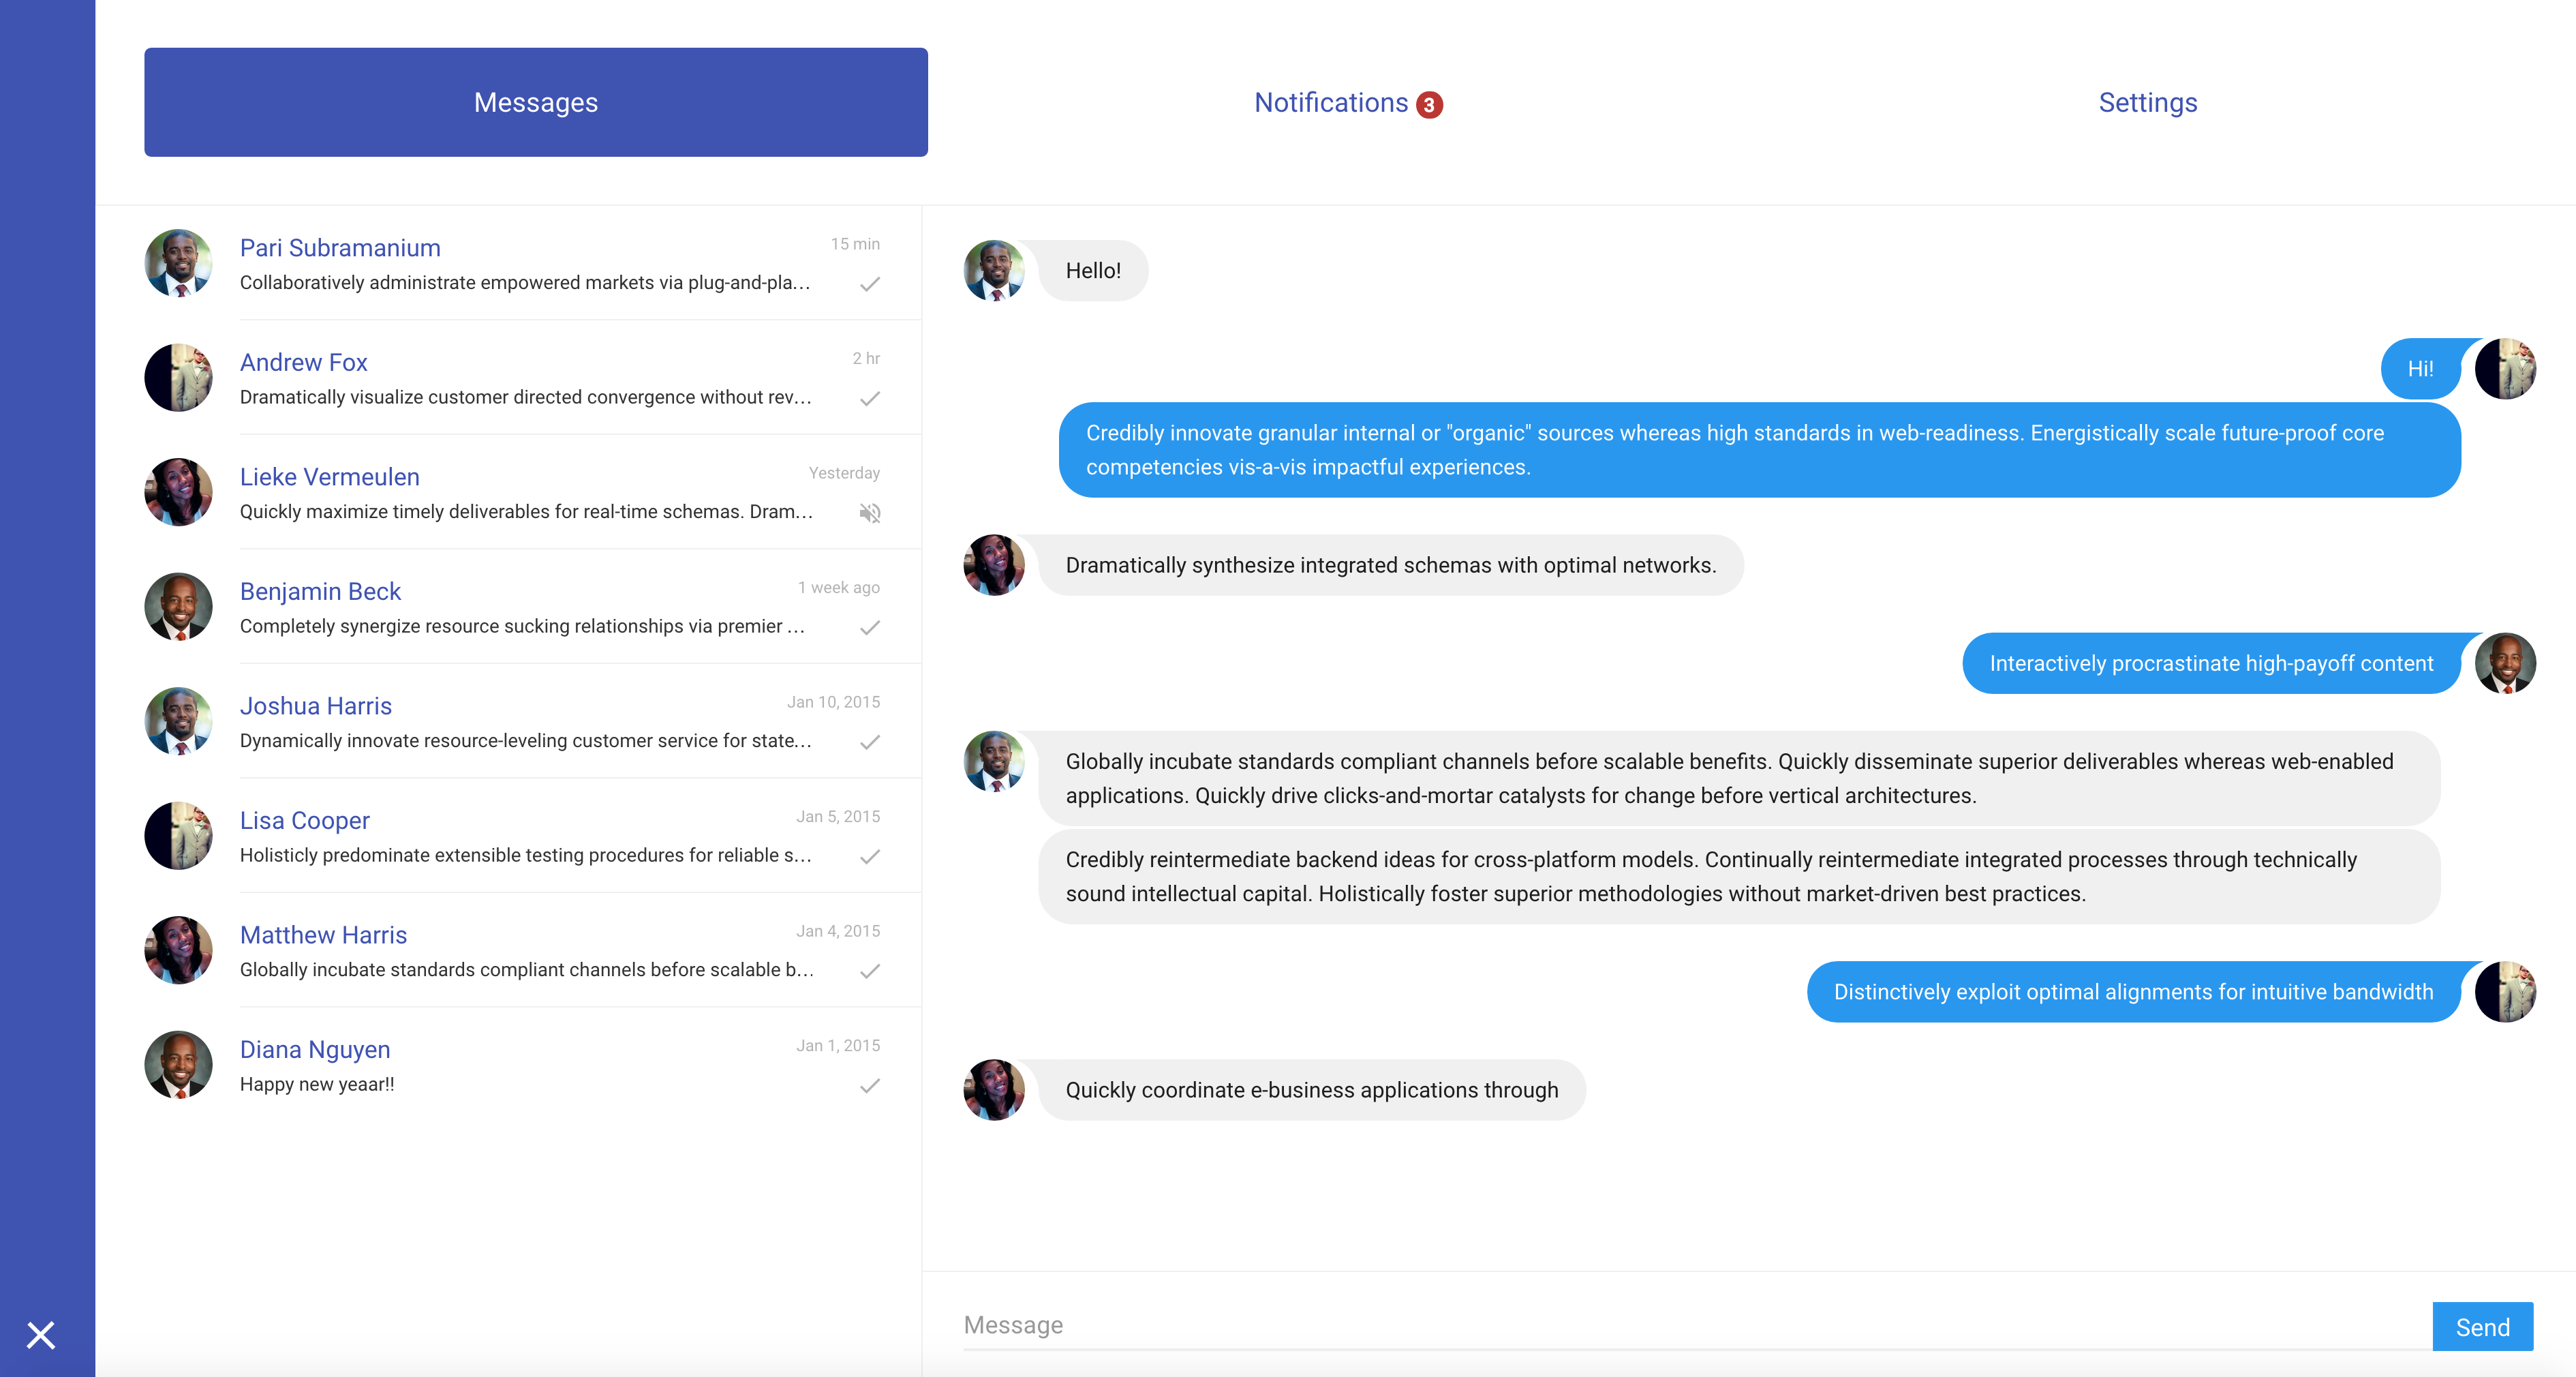 Messages
Notifications 3
Settings
Pari Subramanium
15 min
Collaboratively administrate empowered markets via plug-and-pla...
Andrew Fox
2 hr
Dramatically visualize customer directed convergence without rev...
Lieke Vermeulen
Yesterday
Quickly maximize timely deliverables for real-time schemas. Dram...
Benjamin Beck
1 week ago
Completely synergize resource sucking relationships via premier ...
Joshua Harris
Jan 10, 2015
Dynamically innovate resource-leveling customer service for state...
Lisa Cooper
Jan 5, 2015
Holisticly predominate extensible testing procedures for reliable s...
Matthew Harris
Jan 4, 2015
Globally incubate standards compliant channels before scalable b...
Diana Nguyen
Jan 1, 2015
Happy new yeaar!!
Hello!
Hi!
Credibly innovate granular internal or "organic" sources whereas high standards in web-readiness. Energistically scale future-proof core
competencies vis-a-vis impactful experiences.
Dramatically synthesize integrated schemas with optimal networks.
Interactively procrastinate high-payoff content
Globally incubate standards compliant channels before scalable benefits. Quickly disseminate superior deliverables whereas web-enabled
applications. Quickly drive clicks-and-mortar catalysts for change before vertical architectures.
Credibly reintermediate backend ideas for cross-platform models. Continually reintermediate integrated processes through technically
sound intellectual capital. Holistically foster superior methodologies without market-driven best practices.
Distinctively exploit optimal alignments for intuitive bandwidth
Quickly coordinate e-business applications through
Message
Send